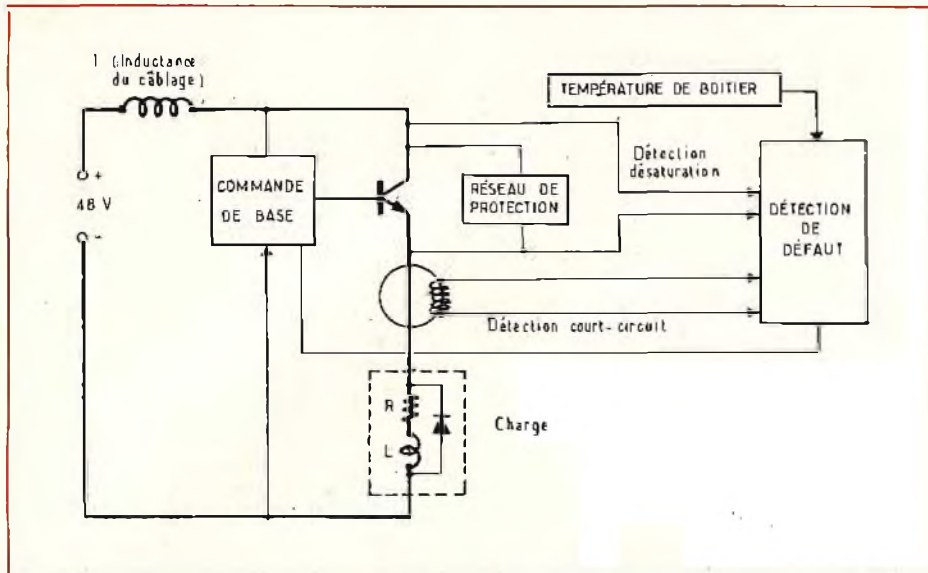 1 (:Inductance
du câblage)
TEMPÉRATURE DE BOITIER
+
48 V
-
COMMANDE
DE BASE
Détection
désaturation
RÉSEAU DE
PROTECTION
DÉTECTION
DE
DÉFAUT
Détection court-circuit
R
L
Charge